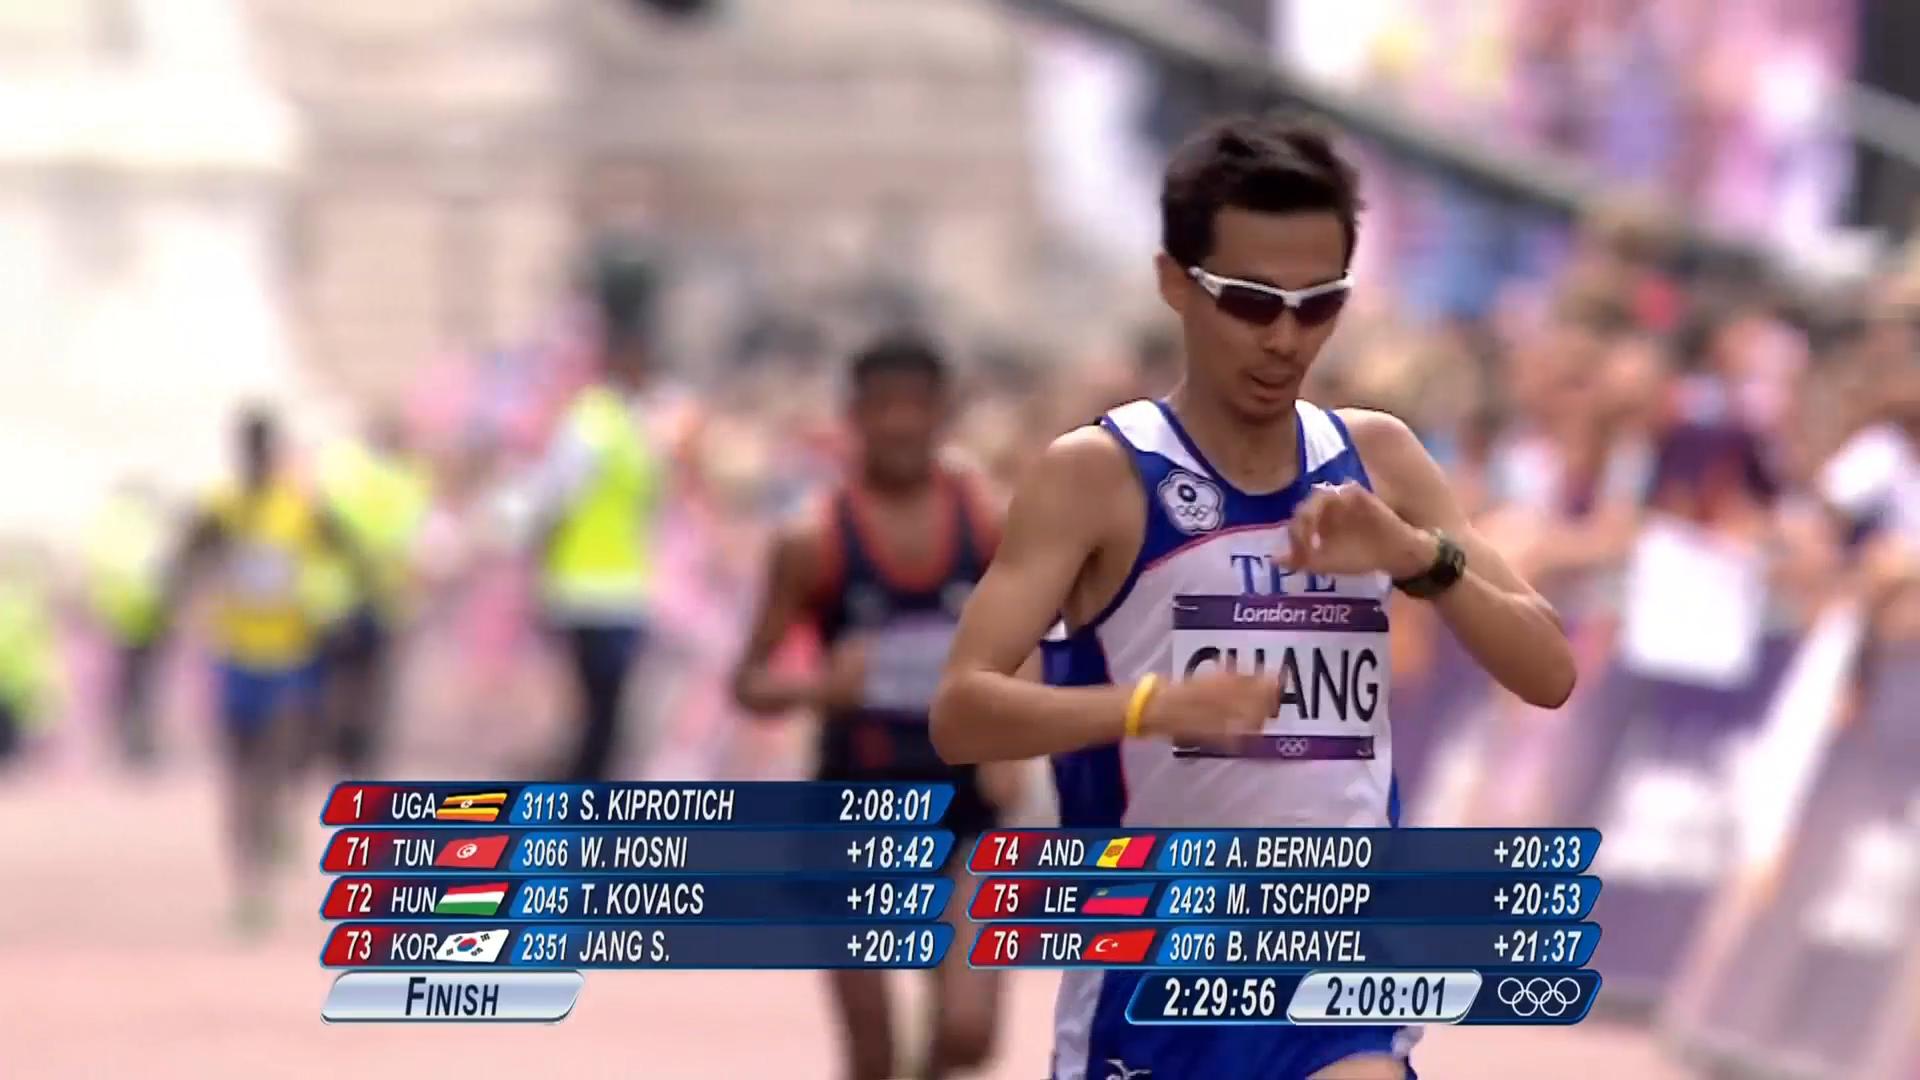 TPE
London 2012
CHANG
1 UGA 3113 S. KIPROTICH 2:08:01
71 TUN 3066 W. HOSNI +18:42
72 HUN 2045 T. KOVACS +19:47
73 KOR 2351 JANG S. +20:19
74 AND 1012 A. BERNADO +20:33
75 LIE 2423 M. TSCHOPP +20:53
76 TUR 3076 B. KARAYEL +21:37
FINISH
2:29:56 2:08:01